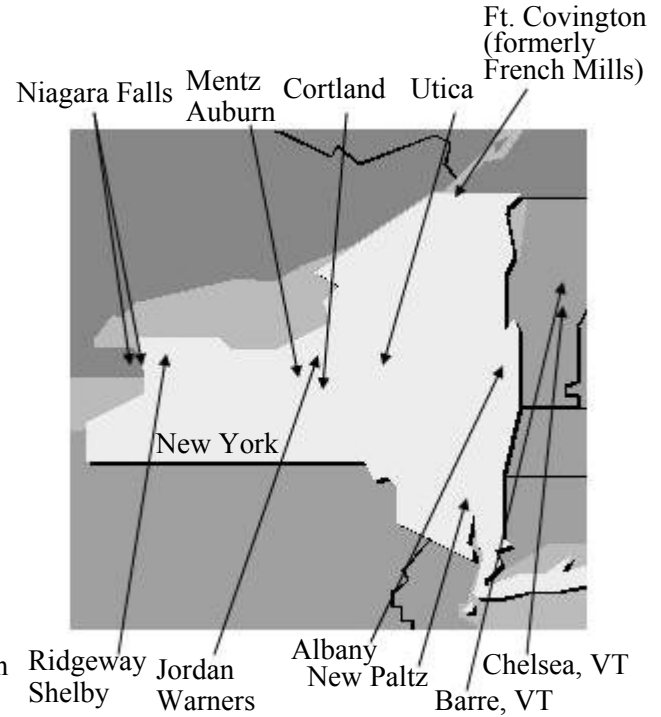 Ft. Covington
(formerly
French Mills)
Niagara Falls
Mentz
Auburn
Cortland
Utica
New York
Ridgeway
Shelby
Jordan
Warners
Albany
New Paltz
Barre, VT
Chelsea, VT